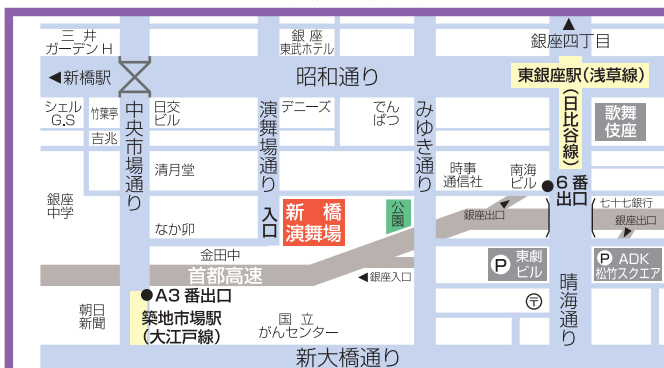 三井
ガーデンH
銀座
東武ホテル
▲
銀座四丁目
◀新橋駅
昭和通り
東銀座駅(浅草線)
(日比谷線)
シェル
G.S
竹葉亭
吉兆
中央市場通り
日交
ビル
演舞場通り
デニーズ
でん
ぱつ
みゆき通り
歌舞
伎座
清月堂
時事
通信社
南海
ビル
6番
出口
銀座
中学
なか卯
入口
新橋
演舞場
公園
銀座出口
七十七銀行
銀座出口
金田中
首都高速
◀銀座入口
P 東劇
ビル
P ADK
松竹スクエア
A3番出口
朝日
新聞
築地市場駅
(大江戸線)
国立
がんセンター
〒
晴海通り
新大橋通り